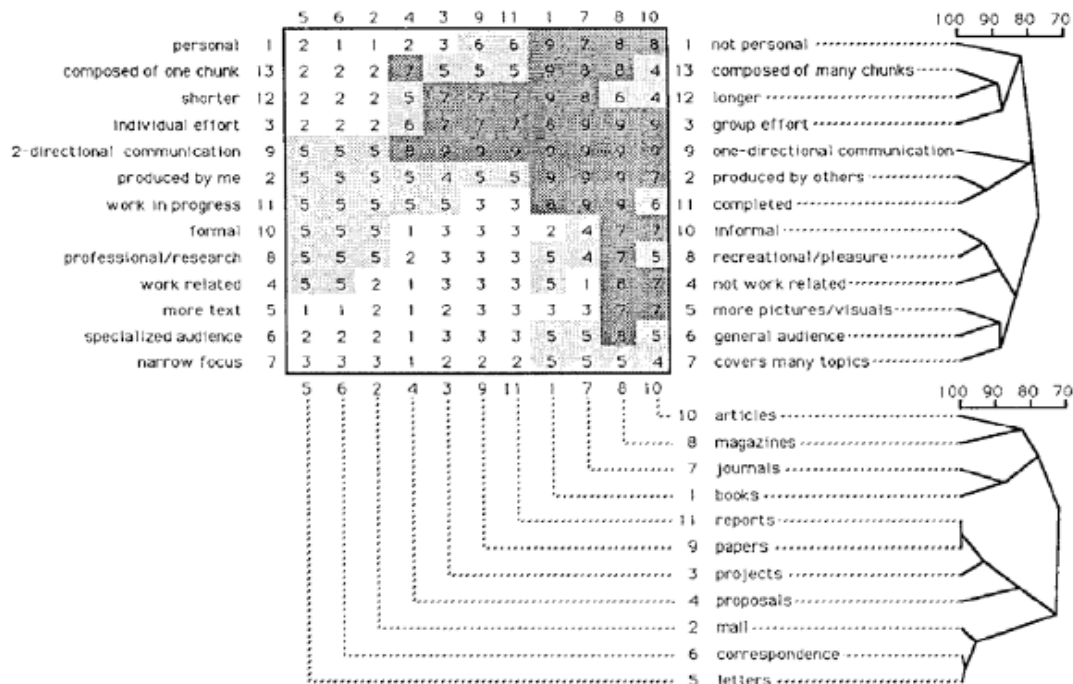 5 6 2 4 3 9 11 1 7 8 10 100 90 80 70
personal 1 2 1 1 2 3 6 6 9 7 8 8 1 not personal
composed of one chunk 13 2 2 2 7 5 5 5 9 8 8 4 13 composed of many chunks
shorter 12 2 2 2 5 7 7 7 9 8 6 4 12 longer
individual effort 3 2 2 2 6 7 7 7 6 9 9 9 3 group effort
2-directional communication 9 5 5 5 8 9 9 9 9 9 9 9 9 one-directional communication
produced by me 2 5 5 5 5 4 5 5 9 9 9 7 2 produced by others
work in progress 11 5 5 5 5 5 3 3 8 9 9 6 11 completed
formal 10 5 5 5 1 3 3 3 2 4 7 7 10 informal
professional/research 8 5 5 5 2 3 3 3 5 4 7 5 8 recreational/pleasure
work related 4 5 5 2 1 3 3 3 5 1 8 7 4 not work related
more text 5 1 1 2 1 2 3 3 3 3 7 7 5 more pictures/visuals
specialized audience 6 2 2 2 1 3 3 3 5 5 8 5 6 general audience
narrow focus 7 3 3 3 1 2 2 2 5 5 5 4 7 covers many topics
5 6 2 4 3 9 11 1 7 8 10 100 90 80 70
10 articles
8 magazines
7 journals
1 books
11 reports
9 papers
3 projects
4 proposals
2 mail
6 correspondence
5 letters